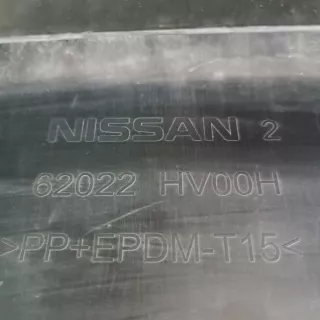 NISSAN 2
62022 HV00H
>PP+EPDM-T15<